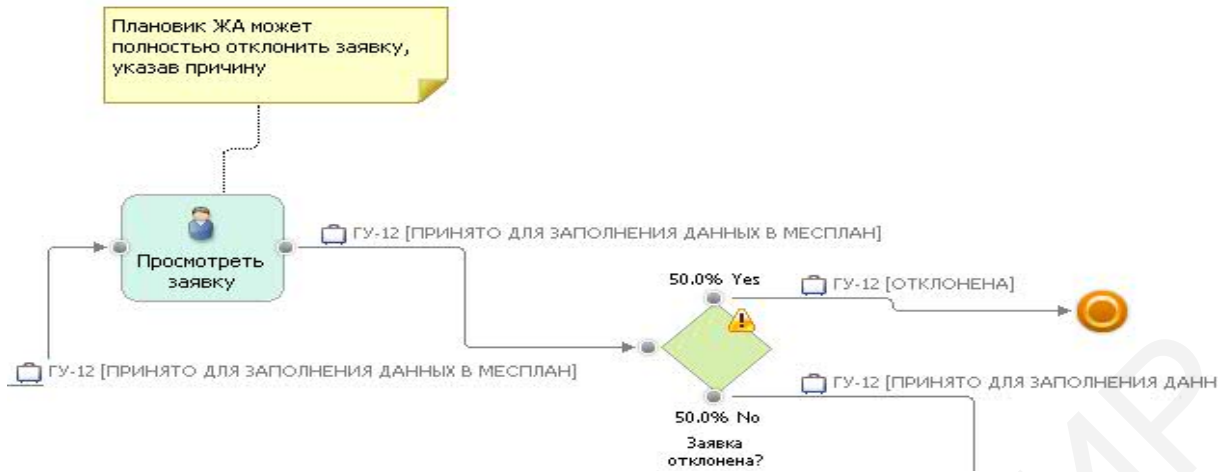 Плановик ЖА может
полностью отклонить заявку,
указав причину
Просмотреть
заявку
ГУ-12 [ПРИНЯТО ДЛЯ ЗАПОЛНЕНИЯ ДАННЫХ В МЕСПЛАН]
50.0% Yes
ГУ-12 [ОТКЛОНЕНА]
ГУ-12 [ПРИНЯТО ДЛЯ ЗАПОЛНЕНИЯ ДАННЫХ В МЕСПЛАН]
ГУ-12 [ПРИНЯТО ДЛЯ ЗАПОЛНЕНИЯ ДАНН
50.0% No
Заявка
отклонена?